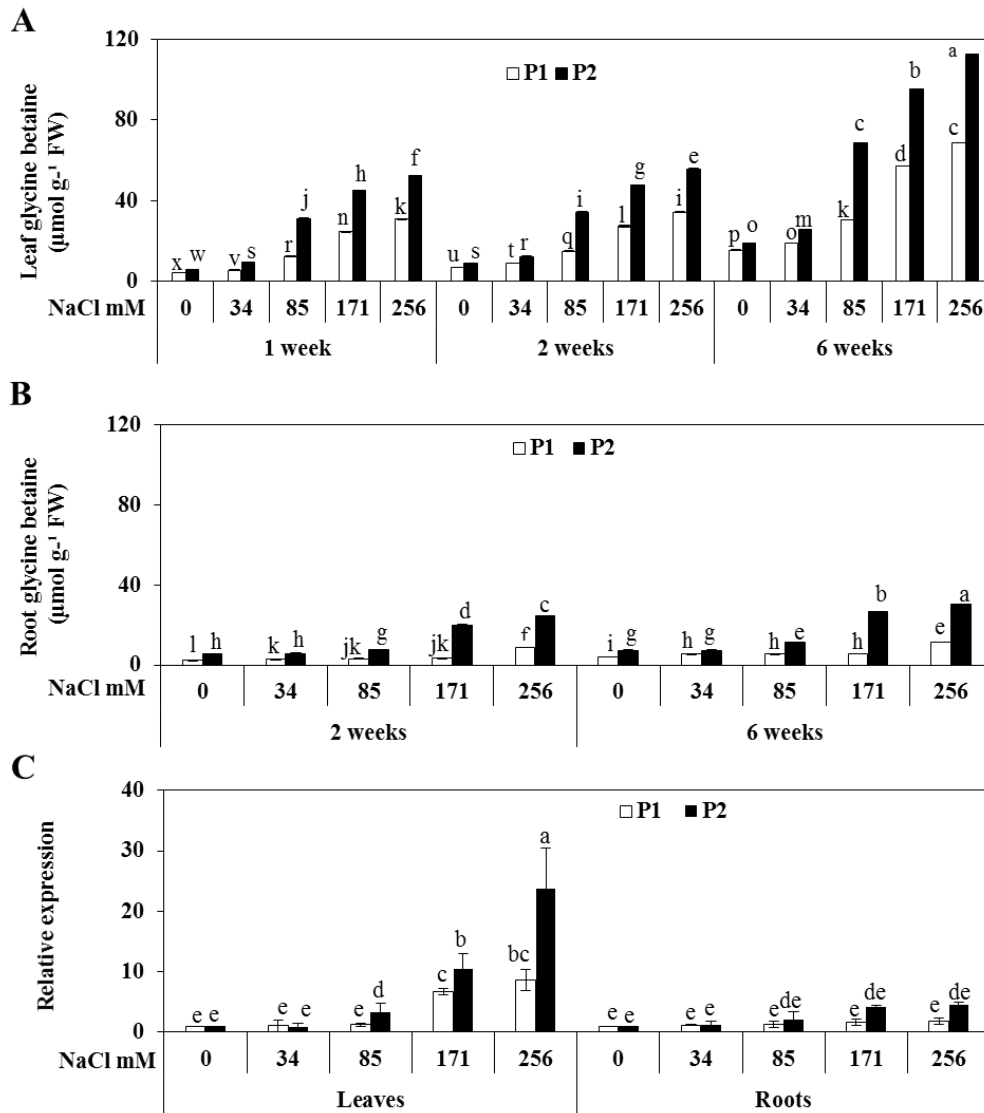 A
120
80
40
0
Leaf glycine betaine
(µmol g-¹ FW)
P1 P2
x w v s r j n h k f u s t r q i l g i e p o o m k c d b c a
NaCl mM 0 34 85 171 256 0 34 85 171 256 0 34 85 171 256
1 week 2 weeks 6 weeks
B
120
80
40
0
Root glycine betaine
(µmol g-¹ FW)
P1 P2
l h k h jk g jk d f c i g h g h e h b e a
NaCl mM 0 34 85 171 256 0 34 85 171 256
2 weeks 6 weeks
C
40
30
20
10
0
Relative expression
P1 P2
e e e e e d c b bc a e e e e e de e de e de
NaCl mM 0 34 85 171 256 0 34 85 171 256
Leaves Roots